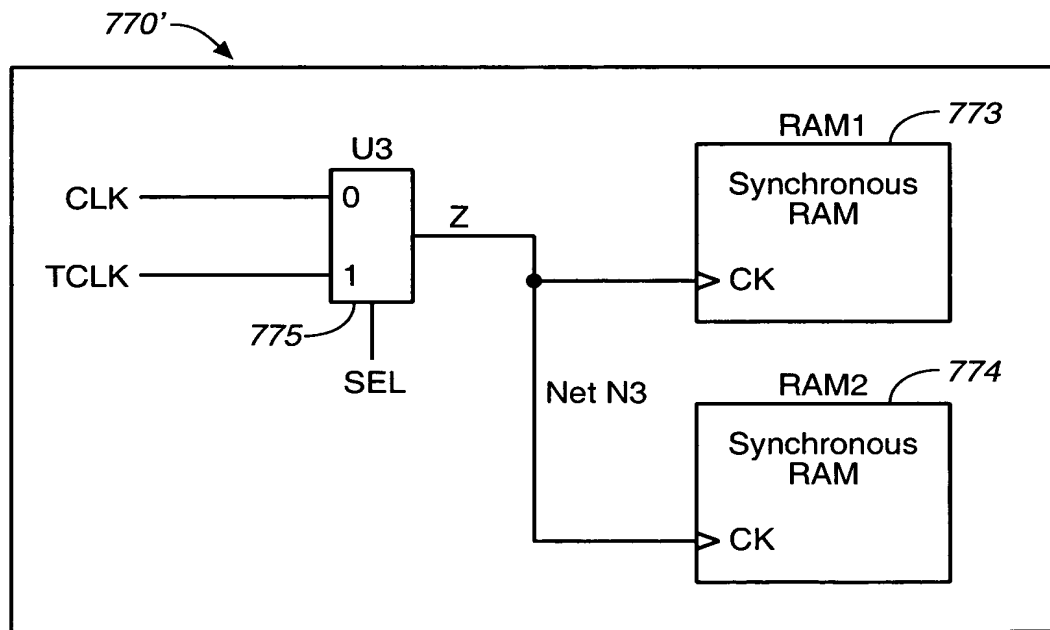 770’
RAM1
773
U3
Synchronous
RAM
CLK
0
Z
TCLK
1
CK
775
SEL
RAM2
774
Net N3
Synchronous
RAM
CK